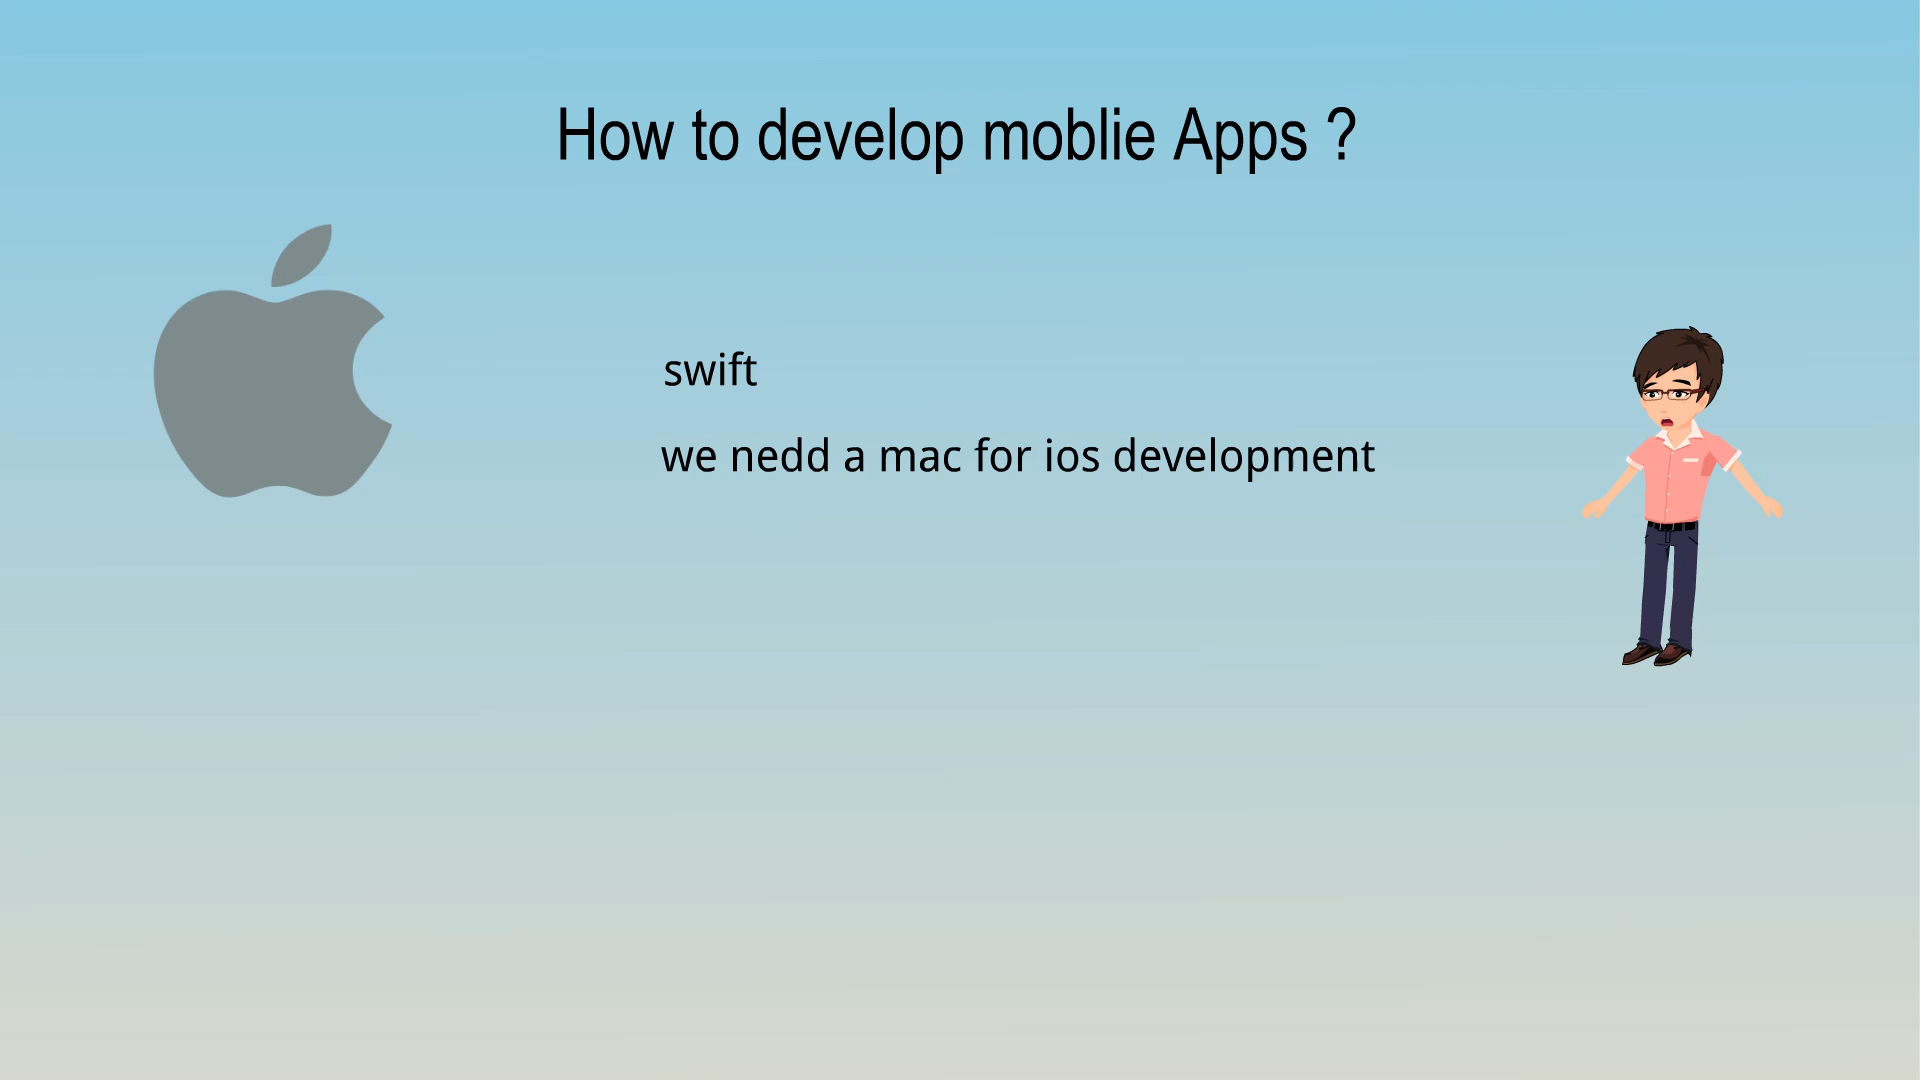 How to develop moblie Apps ?
swift
we nedd a mac for ios development